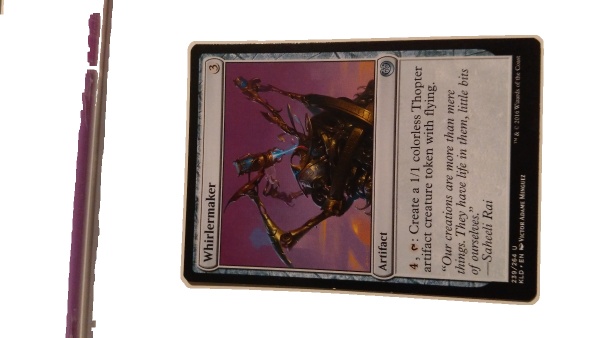 Whirlermaker 3
Artifact
4, T: Create a 1/1 colorless Thopter
artifact creature token with flying.
"Our creations are more than mere
things. They have life in them, little bits
of ourselves."
—Saheeli Rai
239/264 U
KLD • EN VICTOR ADAME MINGUEZ
™ & © 2016 Wizards of the Coast